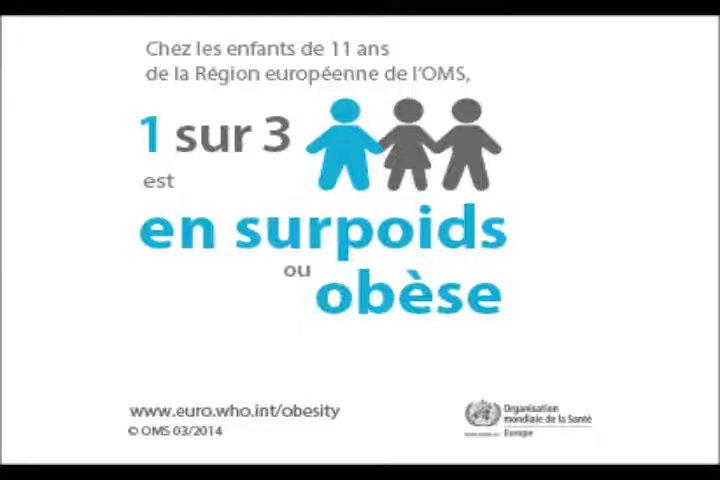 Chez les enfants de 11 ans
de la Région européenne de l'OMS,
1 sur 3
est
en surpoids
ou
obèse
www.euro.who.int/obesity
© OMS 03/2014
Organisation
mondiale de la Santé
Europe